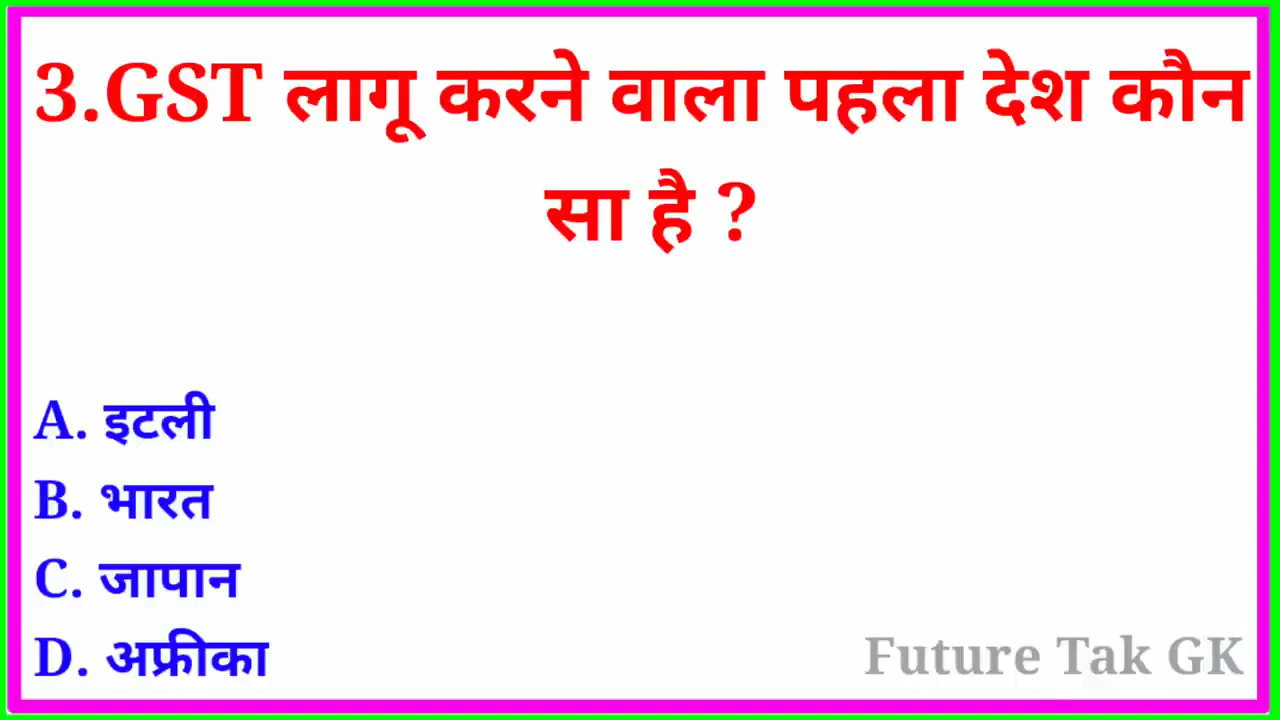 3.GST लागू करने वाला पहला देश कौन
सा है ?
A. इटली
B. भारत
C. जापान
D. अफ्रीका
Future Tak GK